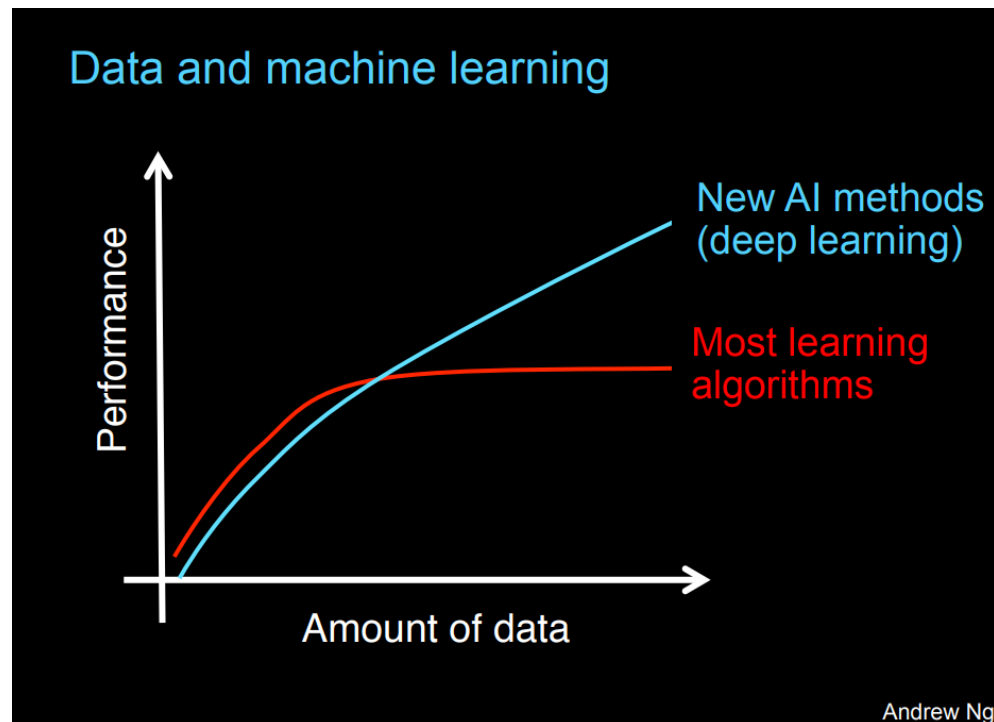 Data and machine learning
New AI methods
(deep learning)
Most learning
algorithms
Performance
Amount of data
Andrew Ng